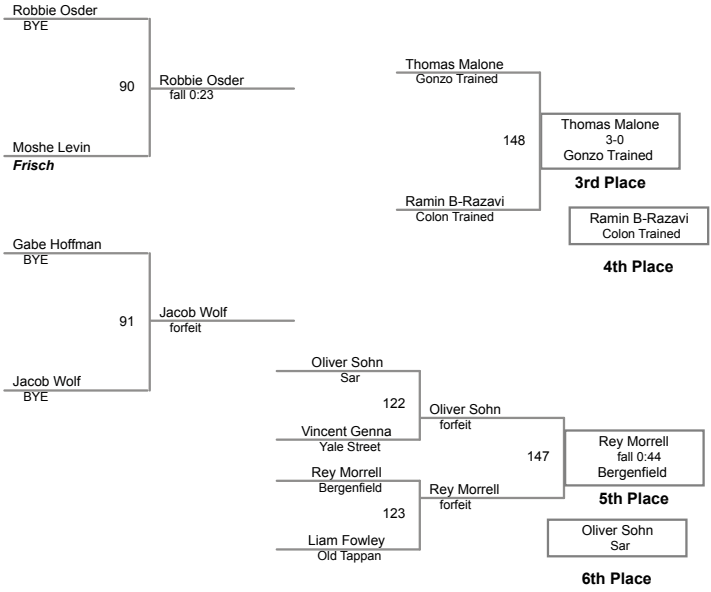 Robbie Osder
BYE
90
Robbie Osder
fall 0:23
Moshe Levin
Frisch
Gabe Hoffman
BYE
91
Jacob Wolf
forfeit
Jacob Wolf
BYE
Thomas Malone
Gonzo Trained
148
Thomas Malone
3-0
Gonzo Trained
3rd Place
Ramin B-Razavi
Colon Trained
Ramin B-Razavi
Colon Trained
4th Place
Oliver Sohn
Sar
122
Oliver Sohn
forfeit
Vincent Genna
Yale Street
147
Rey Morrell
fall 0:44
Bergenfield
5th Place
Rey Morrell
Bergenfield
Rey Morrell
forfeit
123
Liam Fowley
Old Tappan
Oliver Sohn
Sar
6th Place